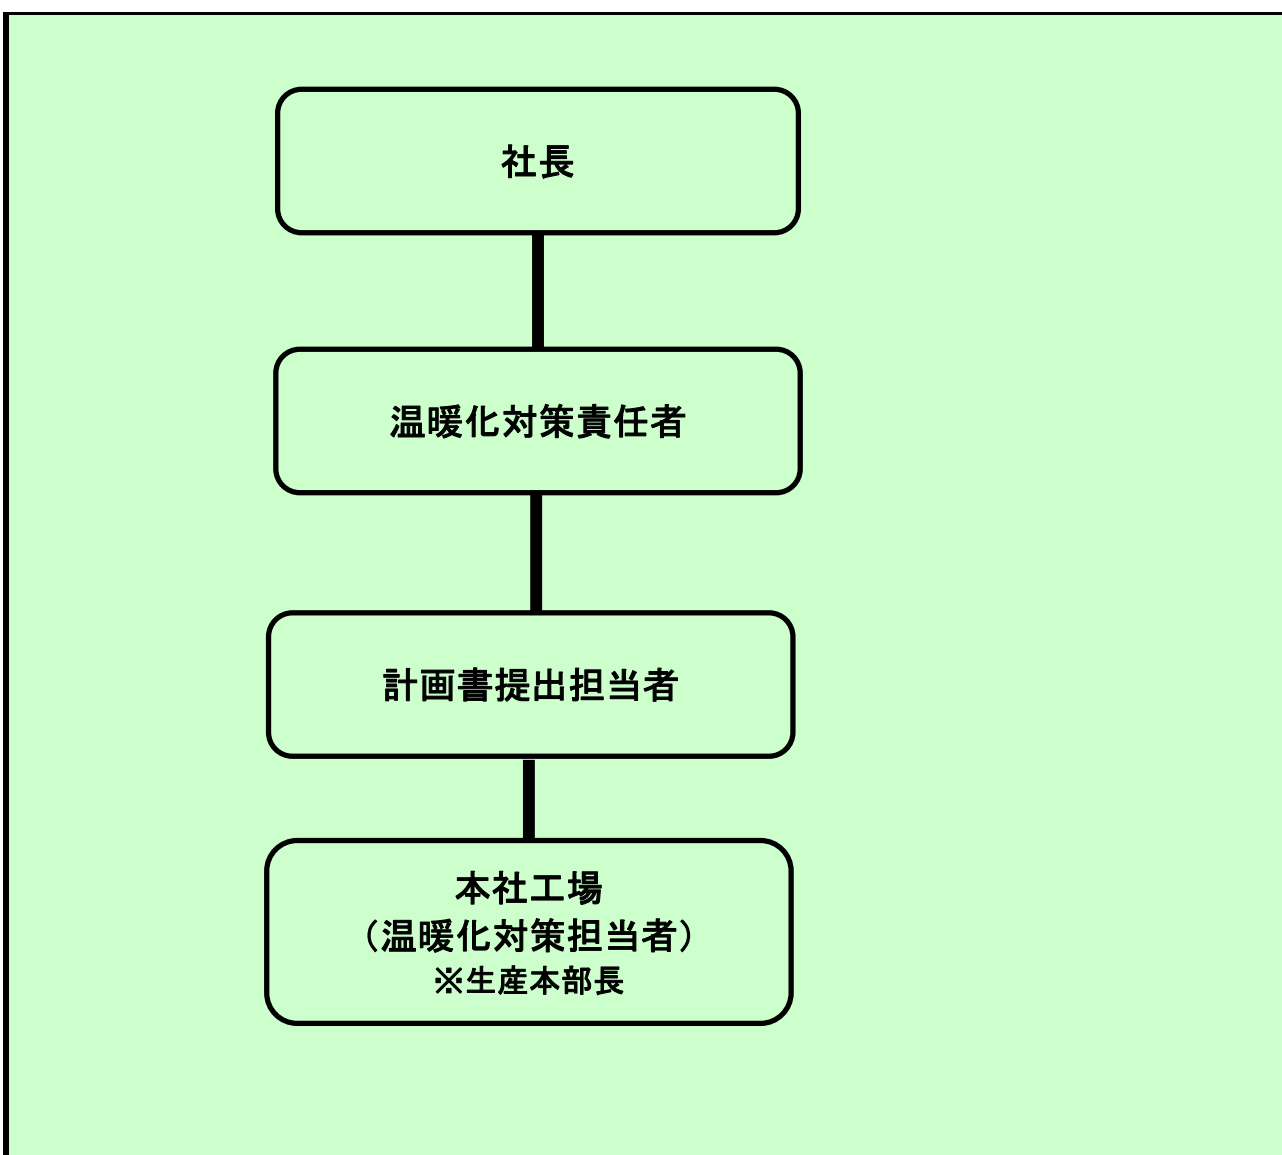 社長
温暖化対策責任者
計画書提出担当者
本社工場
（温暖化対策担当者）
※生産本部長